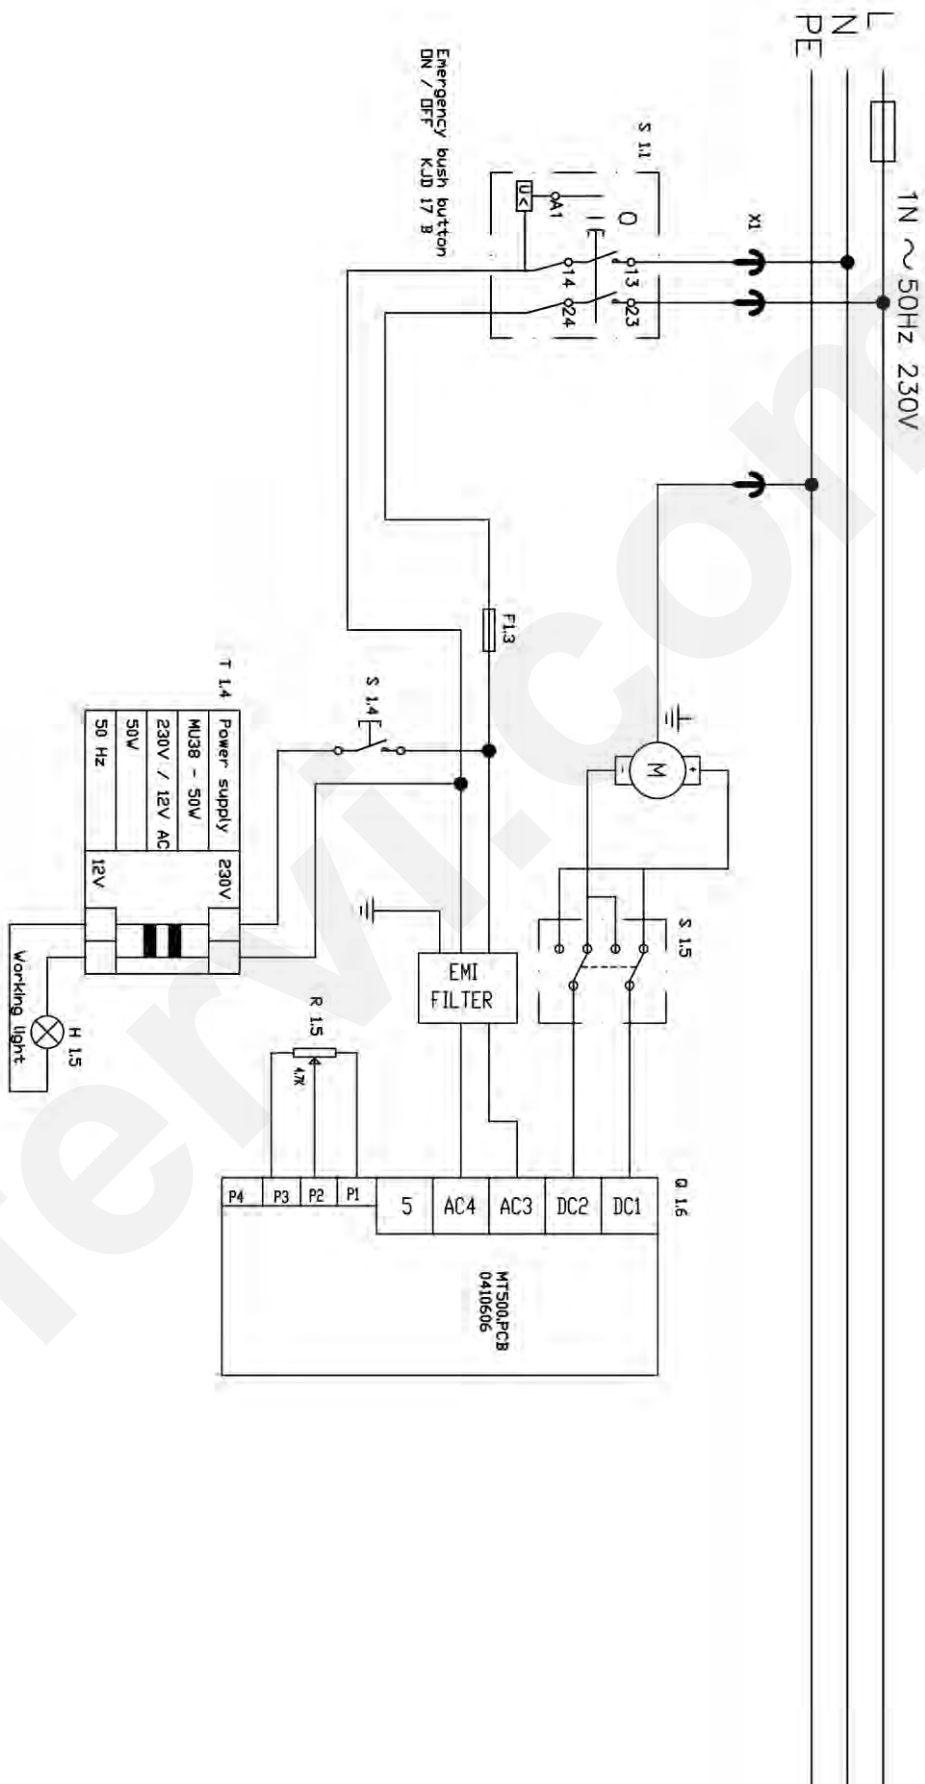 L
N
PE
1N ~ 50Hz 230V
X1
S 1.1
0
I
13
23
14
24
A1
U<
Emergency bush button
ON / OFF KJD 17 B
F1.3
S 1.4
T 1.4
Power supply
MU38 - 50W
230V / 12V AC
50W
50 Hz
230V
12V
Working light
H 1.5
M
+
-
S 1.5
EMI
FILTER
R 1.5
4.7K
Q 1.6
P4
P3
P2
P1
5
AC4
AC3
DC2
DC1
MT500.PCB
0410606